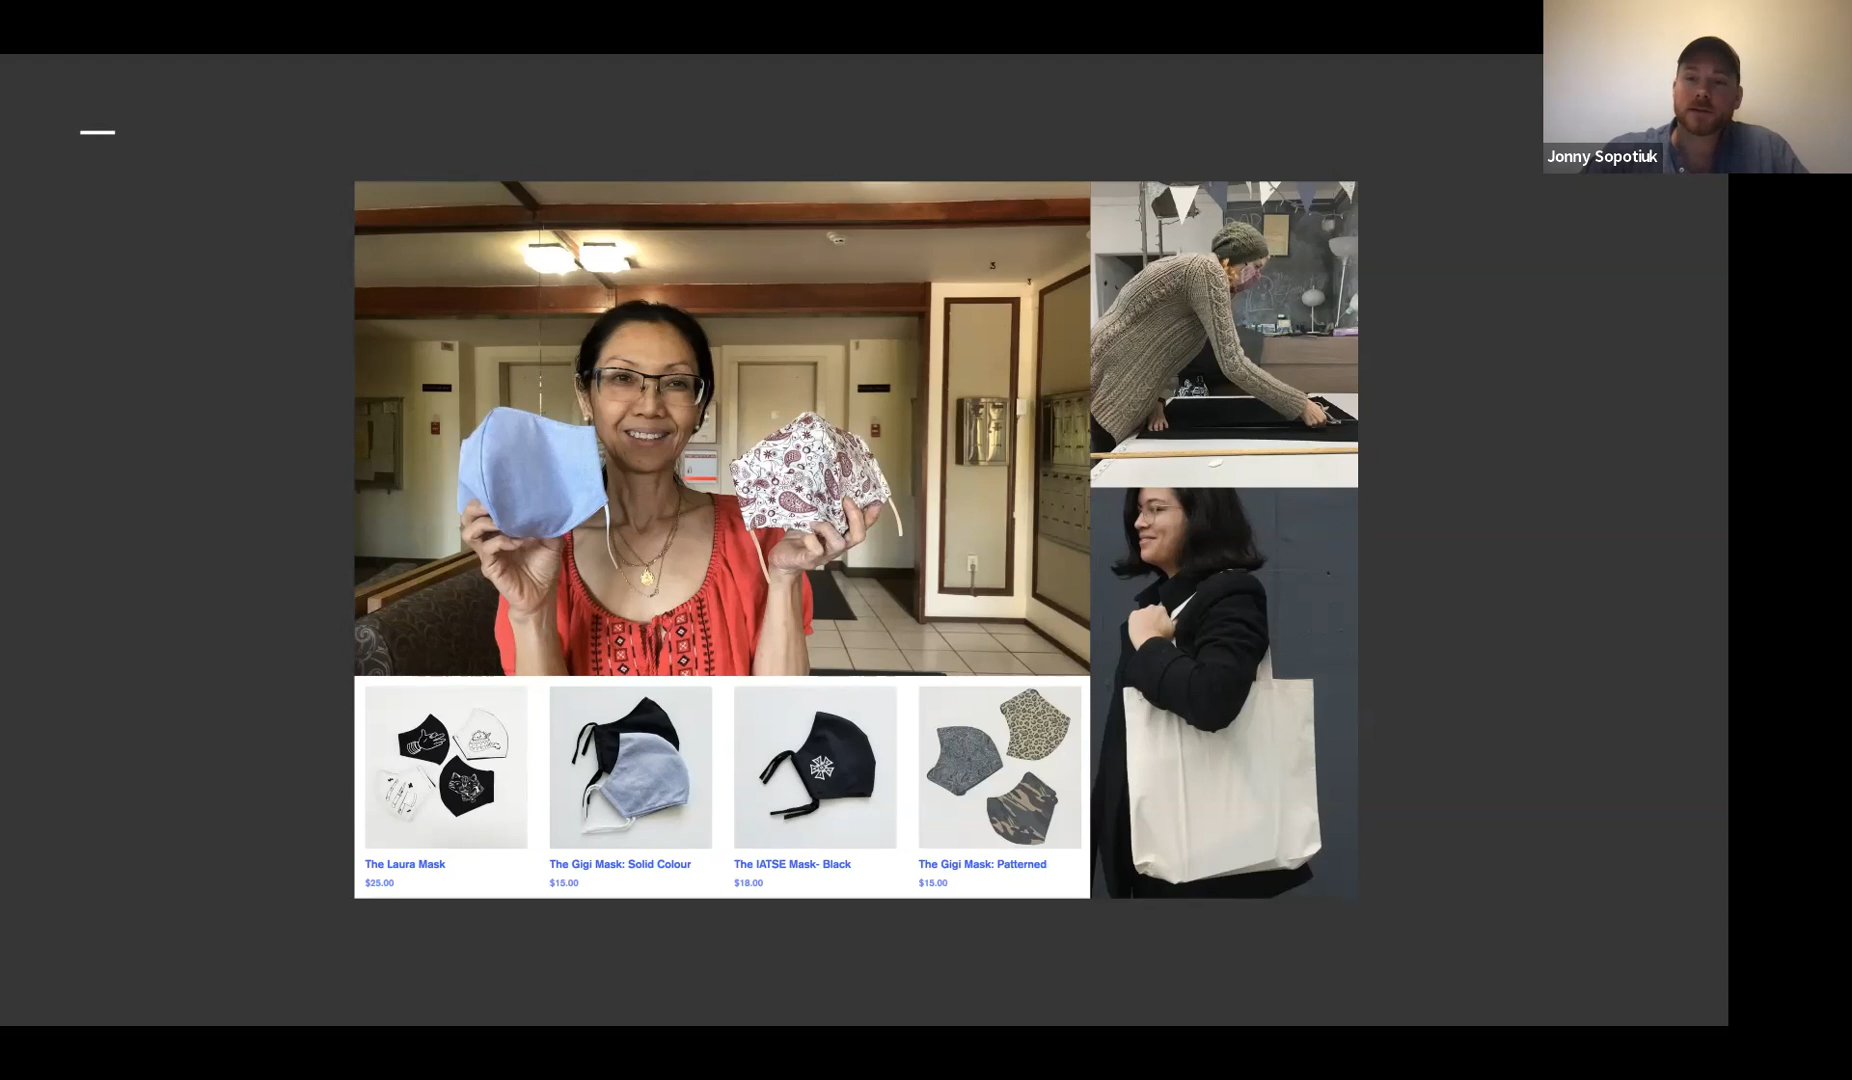 Jonny Sopotiuk
The Laura Mask
$25.00
The Gigi Mask: Solid Colour
$15.00
The IATSE Mask- Black
$18.00
The Gigi Mask: Patterned
$15.00